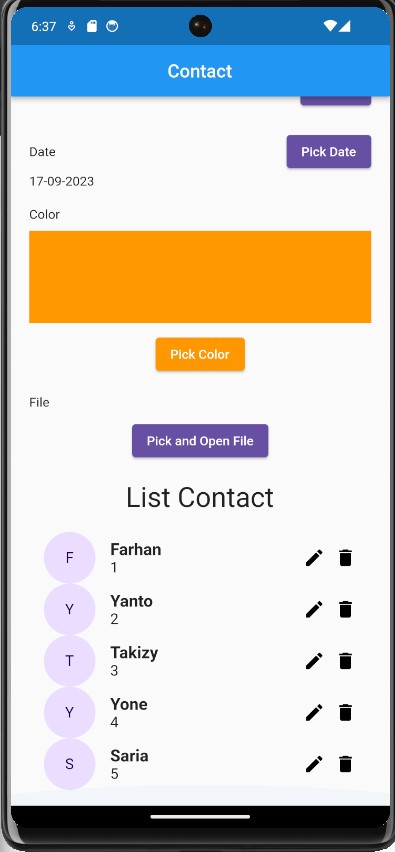 6:37
Contact
Date
Pick Date
17-09-2023
Color
Pick Color
File
Pick and Open File
List Contact
F
Farhan
1
Y
Yanto
2
T
Takizy
3
Y
Yone
4
S
Saria
5